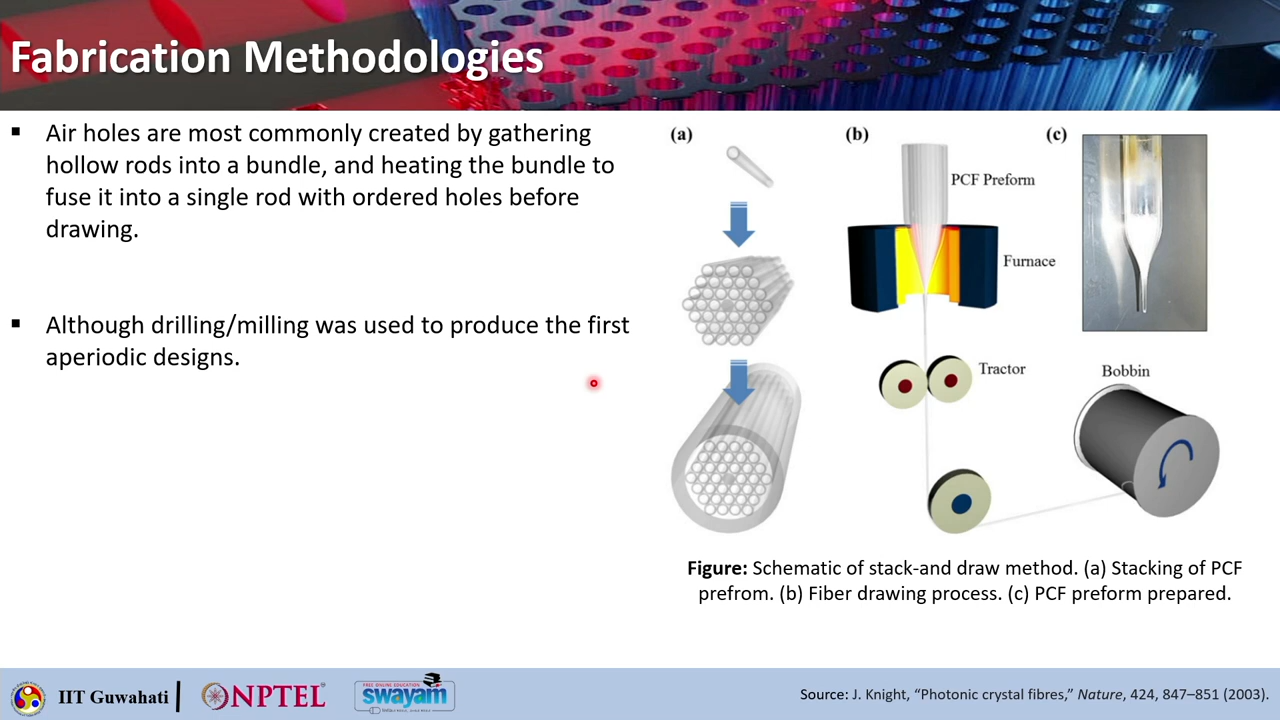 Fabrication Methodologies
▪ Air holes are most commonly created by gathering
hollow rods into a bundle, and heating the bundle to
fuse it into a single rod with ordered holes before
drawing.
▪ Although drilling/milling was used to produce the first
aperiodic designs.
(a)
(b)
(c)
PCF Preform
Furnace
Tractor
Bobbin
Figure: Schematic of stack-and draw method. (a) Stacking of PCF
prefrom. (b) Fiber drawing process. (c) PCF preform prepared.
IIT Guwahati
NPTEL
FREE ONLINE EDUCATION
swayam
Source: J. Knight, “Photonic crystal fibres,” Nature, 424, 847–851 (2003).